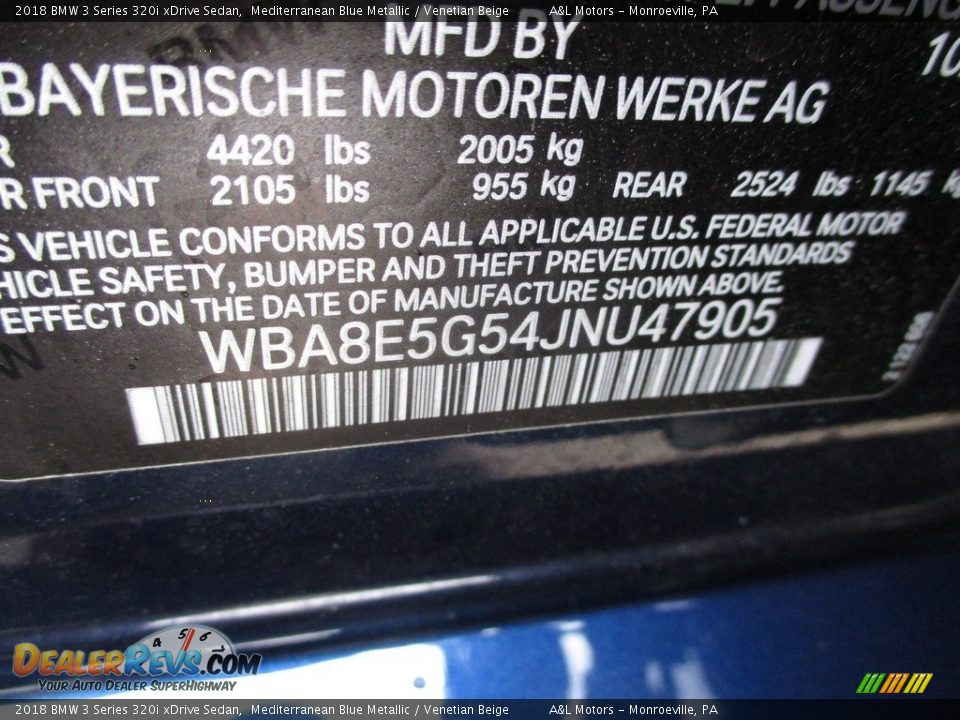 2018 BMW 3 Series 320i xDrive Sedan, Mediterranean Blue Metallic / Venetian Beige A&L Motors - Monroeville, PA
MFD BY
BAYERISCHE MOTOREN WERKE AG
R 4420 lbs 2005 kg
R FRONT 2105 lbs 955 kg REAR 2524 lbs 1145 kg
S VEHICLE CONFORMS TO ALL APPLICABLE U.S. FEDERAL MOTOR
HICLE SAFETY, BUMPER AND THEFT PREVENTION STANDARDS
EFFECT ON THE DATE OF MANUFACTURE SHOWN ABOVE.
WBA8E5G54JNU47905
4 5 6 7
DEALERREVS.COM
YOUR AUTO DEALER SUPERHIGHWAY
2018 BMW 3 Series 320i xDrive Sedan, Mediterranean Blue Metallic / Venetian Beige A&L Motors - Monroeville, PA